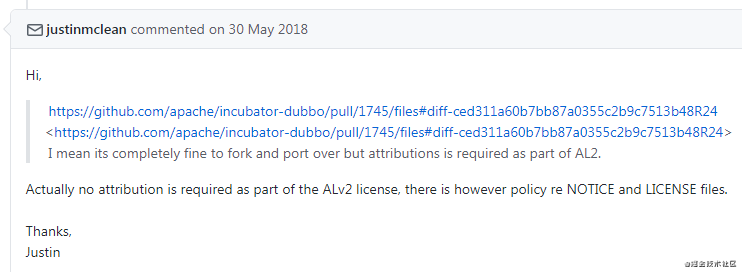 justinmclean commented on 30 May 2018
Hi,
https://github.com/apache/incubator-dubbo/pull/1745/files#diff-ced311a60b7bb87a0355c2b9c7513b48R24
<https://github.com/apache/incubator-dubbo/pull/1745/files#diff-ced311a60b7bb87a0355c2b9c7513b48R24>
I mean its completely fine to fork and port over but attributions is required as part of AL2.
Actually no attribution is required as part of the ALv2 license, there is however policy re NOTICE and LICENSE files.
Thanks,
Justin
@掘金技术社区